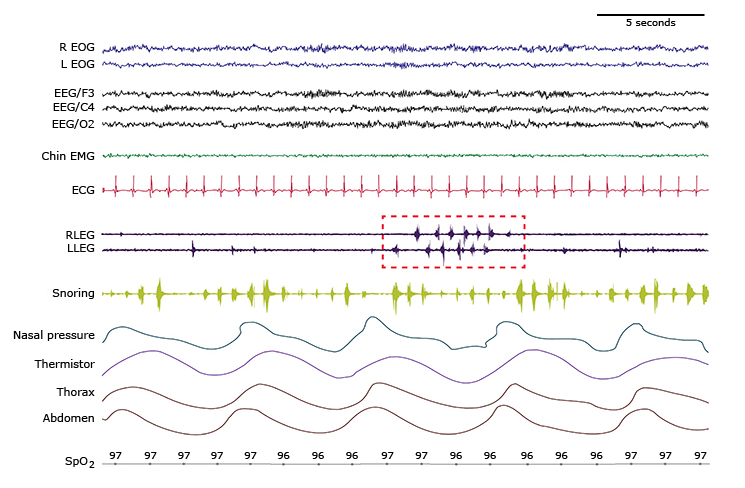 5 seconds
R EOG
L EOG
EEG/F3
EEG/C4
EEG/O2
Chin EMG
ECG
RLEG
LLEG
Snoring
Nasal pressure
Thermistor
Thorax
Abdomen
SpO2 97 97 97 97 97 96 96 96 97 97 96 96 96 96 96 97 97 97